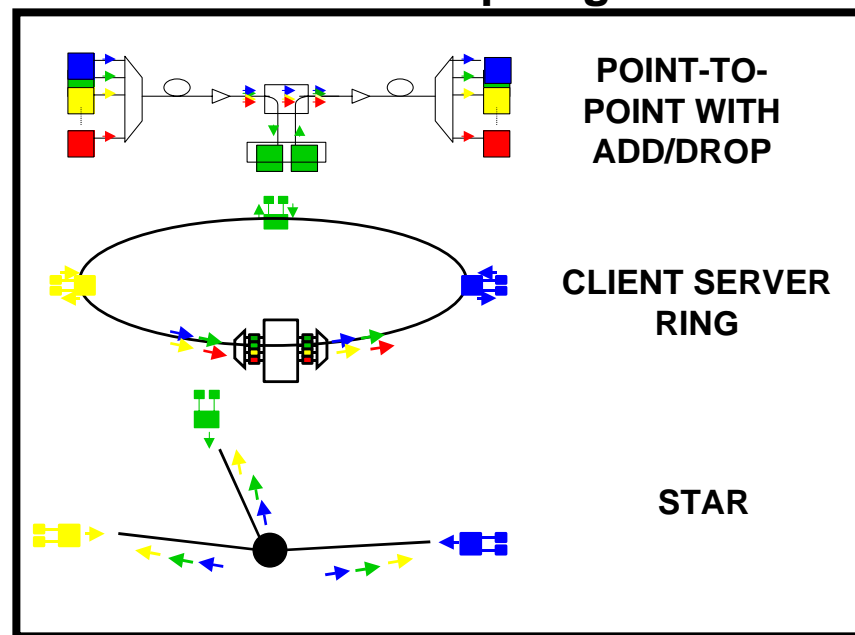 POINT-TO-
POINT WITH
ADD/DROP
CLIENT SERVER
RING
STAR